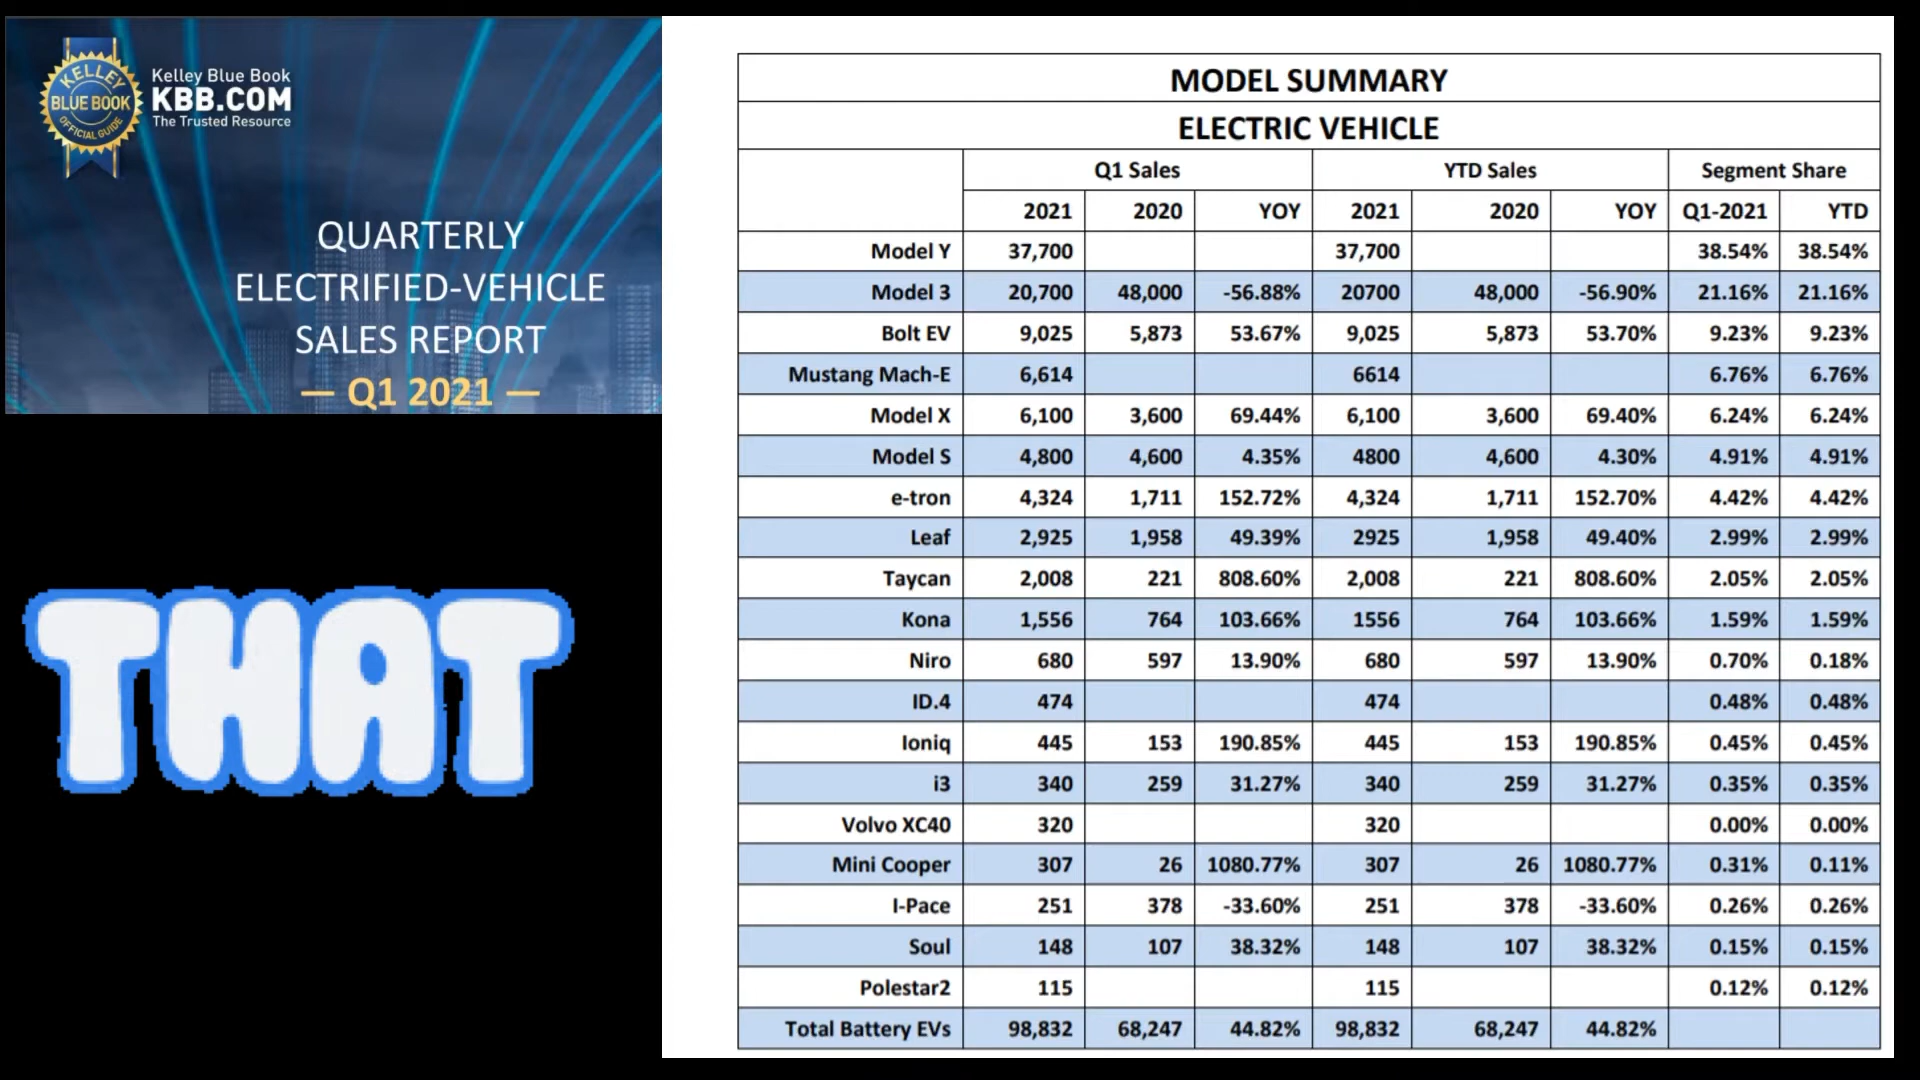 KELLEY
BLUE BOOK
OFFICIAL GUIDE
Kelley Blue Book
KBB.COM
The Trusted Resource
QUARTERLY
ELECTRIFIED-VEHICLE
SALES REPORT
— Q1 2021 —
THAT
MODEL SUMMARY
ELECTRIC VEHICLE
Q1 Sales YTD Sales Segment Share
2021 2020 YOY 2021 2020 YOY Q1-2021 YTD
Model Y 37,700 37,700 38.54% 38.54%
Model 3 20,700 48,000 -56.88% 20700 48,000 -56.90% 21.16% 21.16%
Bolt EV 9,025 5,873 53.67% 9,025 5,873 53.70% 9.23% 9.23%
Mustang Mach-E 6,614 6614 6.76% 6.76%
Model X 6,100 3,600 69.44% 6,100 3,600 69.40% 6.24% 6.24%
Model S 4,800 4,600 4.35% 4800 4,600 4.30% 4.91% 4.91%
e-tron 4,324 1,711 152.72% 4,324 1,711 152.70% 4.42% 4.42%
Leaf 2,925 1,958 49.39% 2925 1,958 49.40% 2.99% 2.99%
Taycan 2,008 221 808.60% 2,008 221 808.60% 2.05% 2.05%
Kona 1,556 764 103.66% 1556 764 103.66% 1.59% 1.59%
Niro 680 597 13.90% 680 597 13.90% 0.70% 0.18%
ID.4 474 474 0.48% 0.48%
Ioniq 445 153 190.85% 445 153 190.85% 0.45% 0.45%
i3 340 259 31.27% 340 259 31.27% 0.35% 0.35%
Volvo XC40 320 320 0.00% 0.00%
Mini Cooper 307 26 1080.77% 307 26 1080.77% 0.31% 0.11%
I-Pace 251 378 -33.60% 251 378 -33.60% 0.26% 0.26%
Soul 148 107 38.32% 148 107 38.32% 0.15% 0.15%
Polestar2 115 115 0.12% 0.12%
Total Battery EVs 98,832 68,247 44.82% 98,832 68,247 44.82%